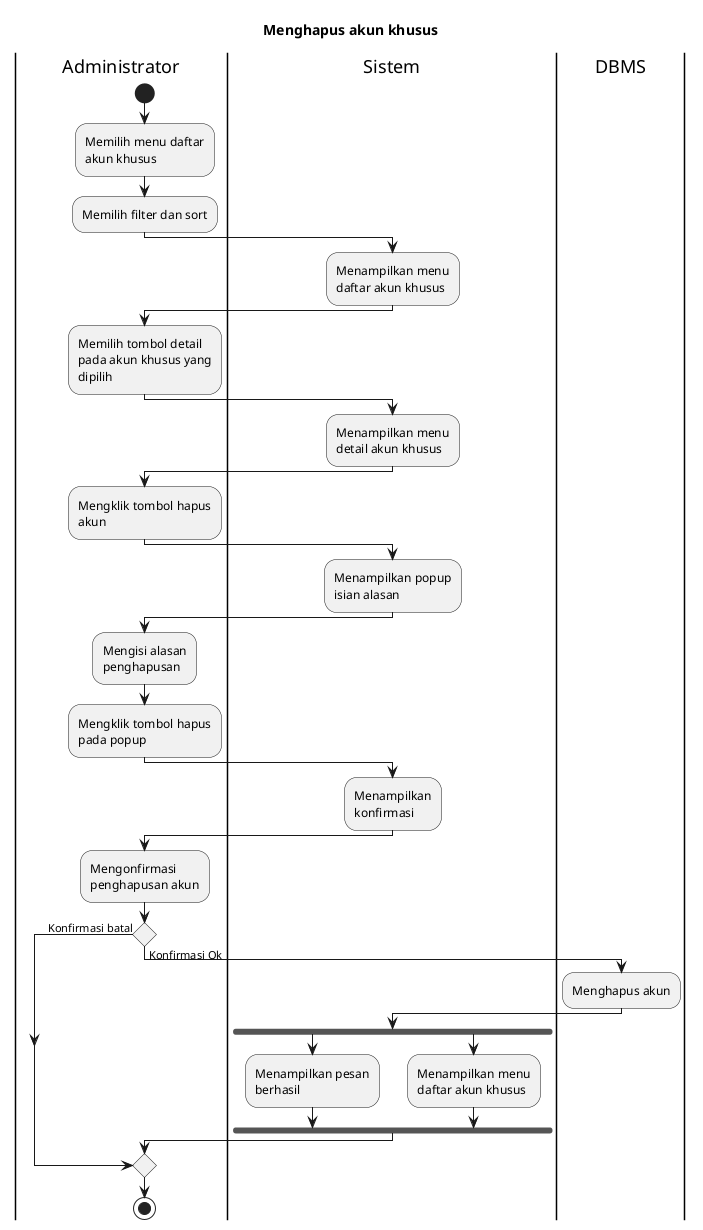 Menghapus akun khusus
Administrator
Sistem
DBMS
Memilih menu daftar
akun khusus
Memilih filter dan sort
Menampilkan menu
daftar akun khusus
Memilih tombol detail
pada akun khusus yang
dipilih
Menampilkan menu
detail akun khusus
Mengklik tombol hapus
akun
Menampilkan popup
isian alasan
Mengisi alasan
penghapusan
Mengklik tombol hapus
pada popup
Menampilkan
konfirmasi
Mengonfirmasi
penghapusan akun
Konfirmasi batal
Konfirmasi Ok
Menghapus akun
Menampilkan pesan
berhasil
Menampilkan menu
daftar akun khusus